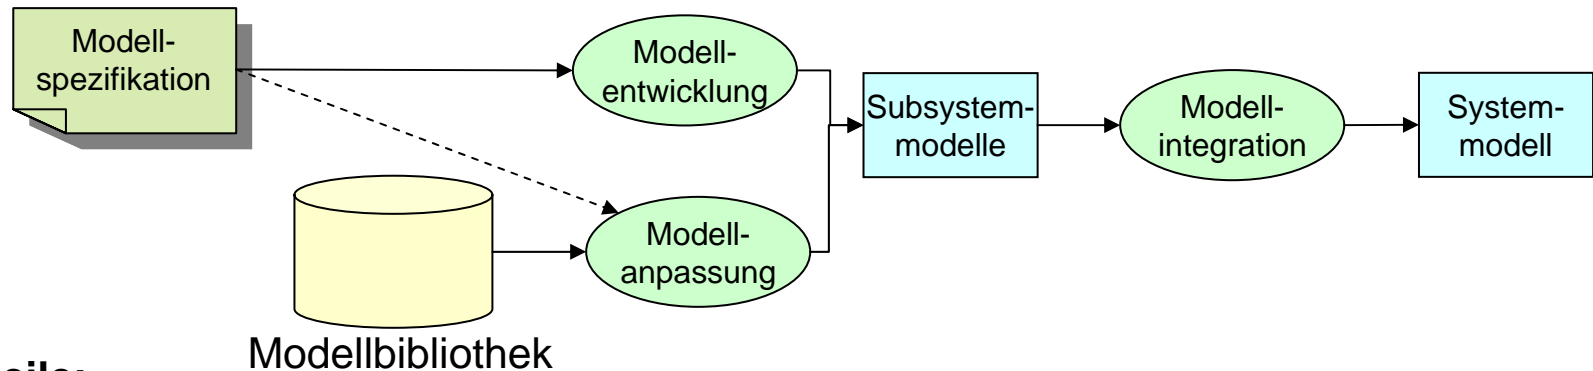 Modell-
spezifikation
Modell-
entwicklung
Subsystem-
modelle
Modell-
integration
System-
modell
Modell-
anpassung
Modellbibliothek